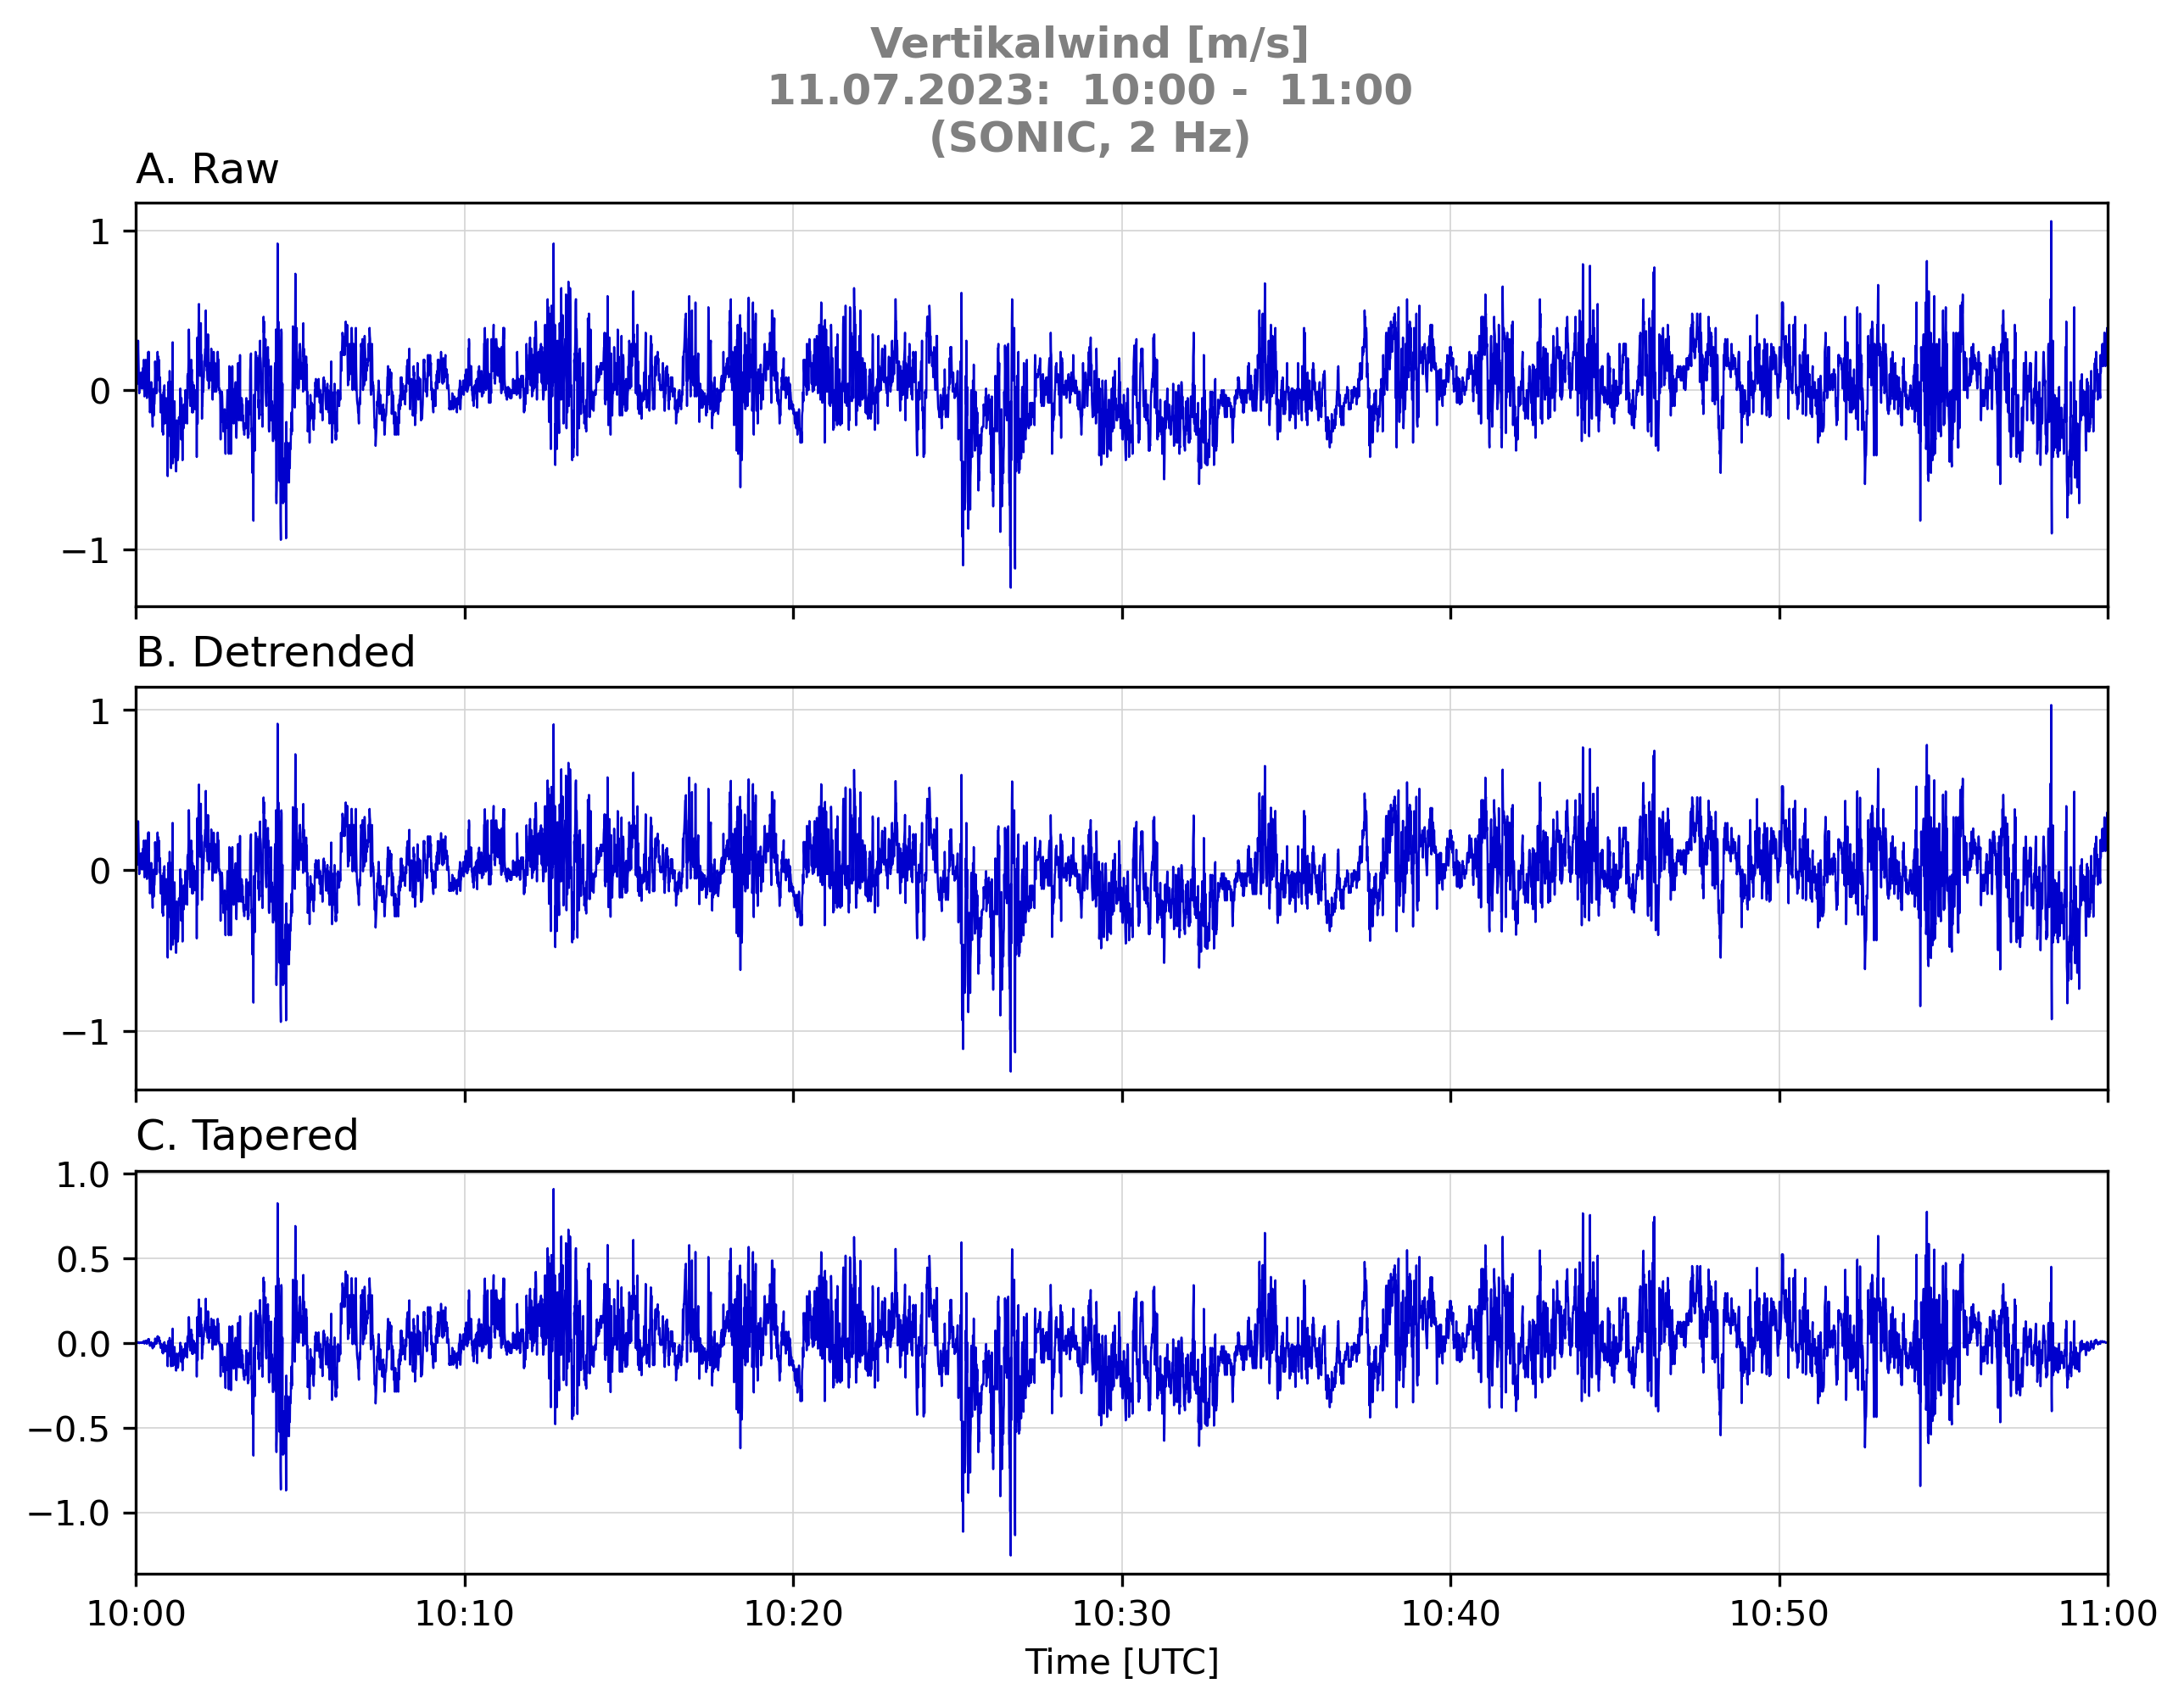 Vertikalwind [m/s]
11.07.2023:  10:00 -  11:00
(SONIC, 2 Hz)
A. Raw
1
0
−1
B. Detrended
1
0
−1
C. Tapered
1.0
0.5
0.0
−0.5
−1.0
10:00 10:10 10:20 10:30 10:40 10:50 11:00
Time [UTC]